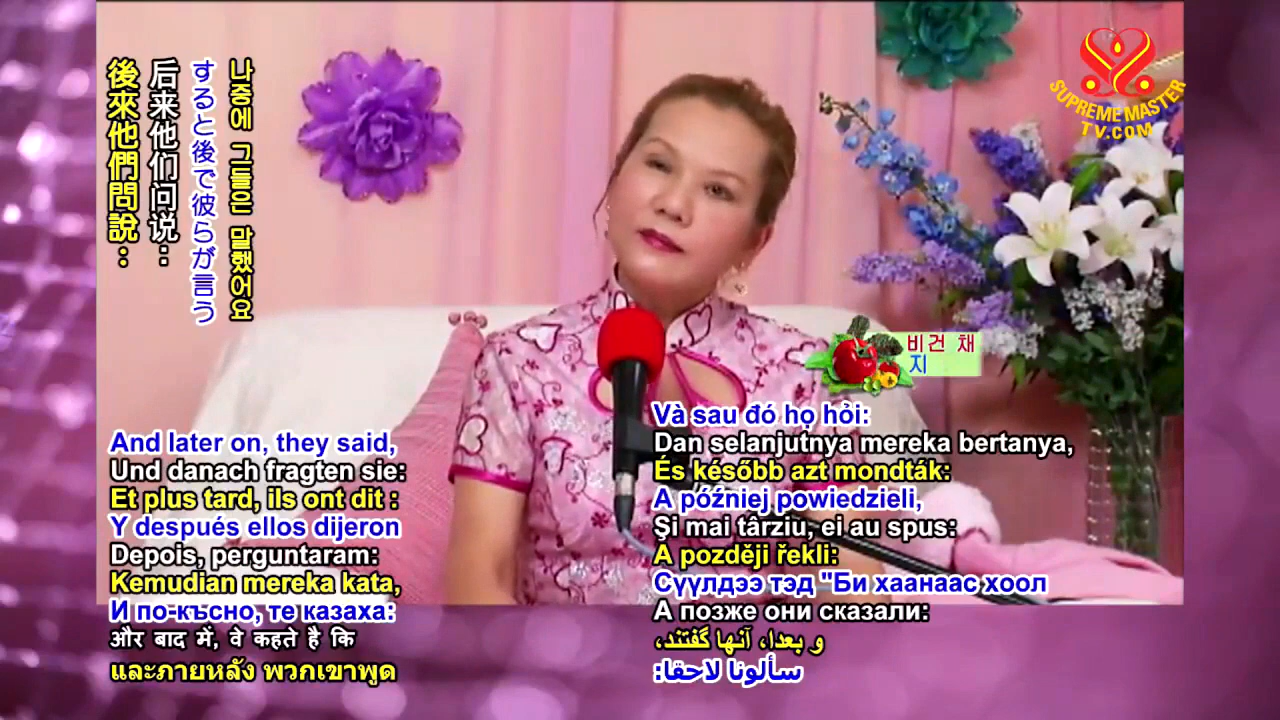 SUPREME MASTER
TV.COM
後來他們問說…
后来他们问说…
すると後で彼らが言う
나중에 그들은 말했어요
비건 채
지
And later on, they said,
Und danach fragten sie:
Et plus tard, ils ont dit :
Y después ellos dijeron
Depois, perguntaram:
Kemudian mereka kata,
И по-късно, те казаха:
और बाद में, वे कहते है कि
และภายหลัง พวกเขาพูด
Và sau đó họ hỏi:
Dan selanjutnya mereka bertanya,
És később azt mondták:
A później powiedzieli,
Şi mai târziu, ei au spus:
A později řekli:
Сүүлдээ тэд "Би хаанаас хоол
А позже они сказали:
و بعدا، آنها گفتند،
سألونا لاحقا: